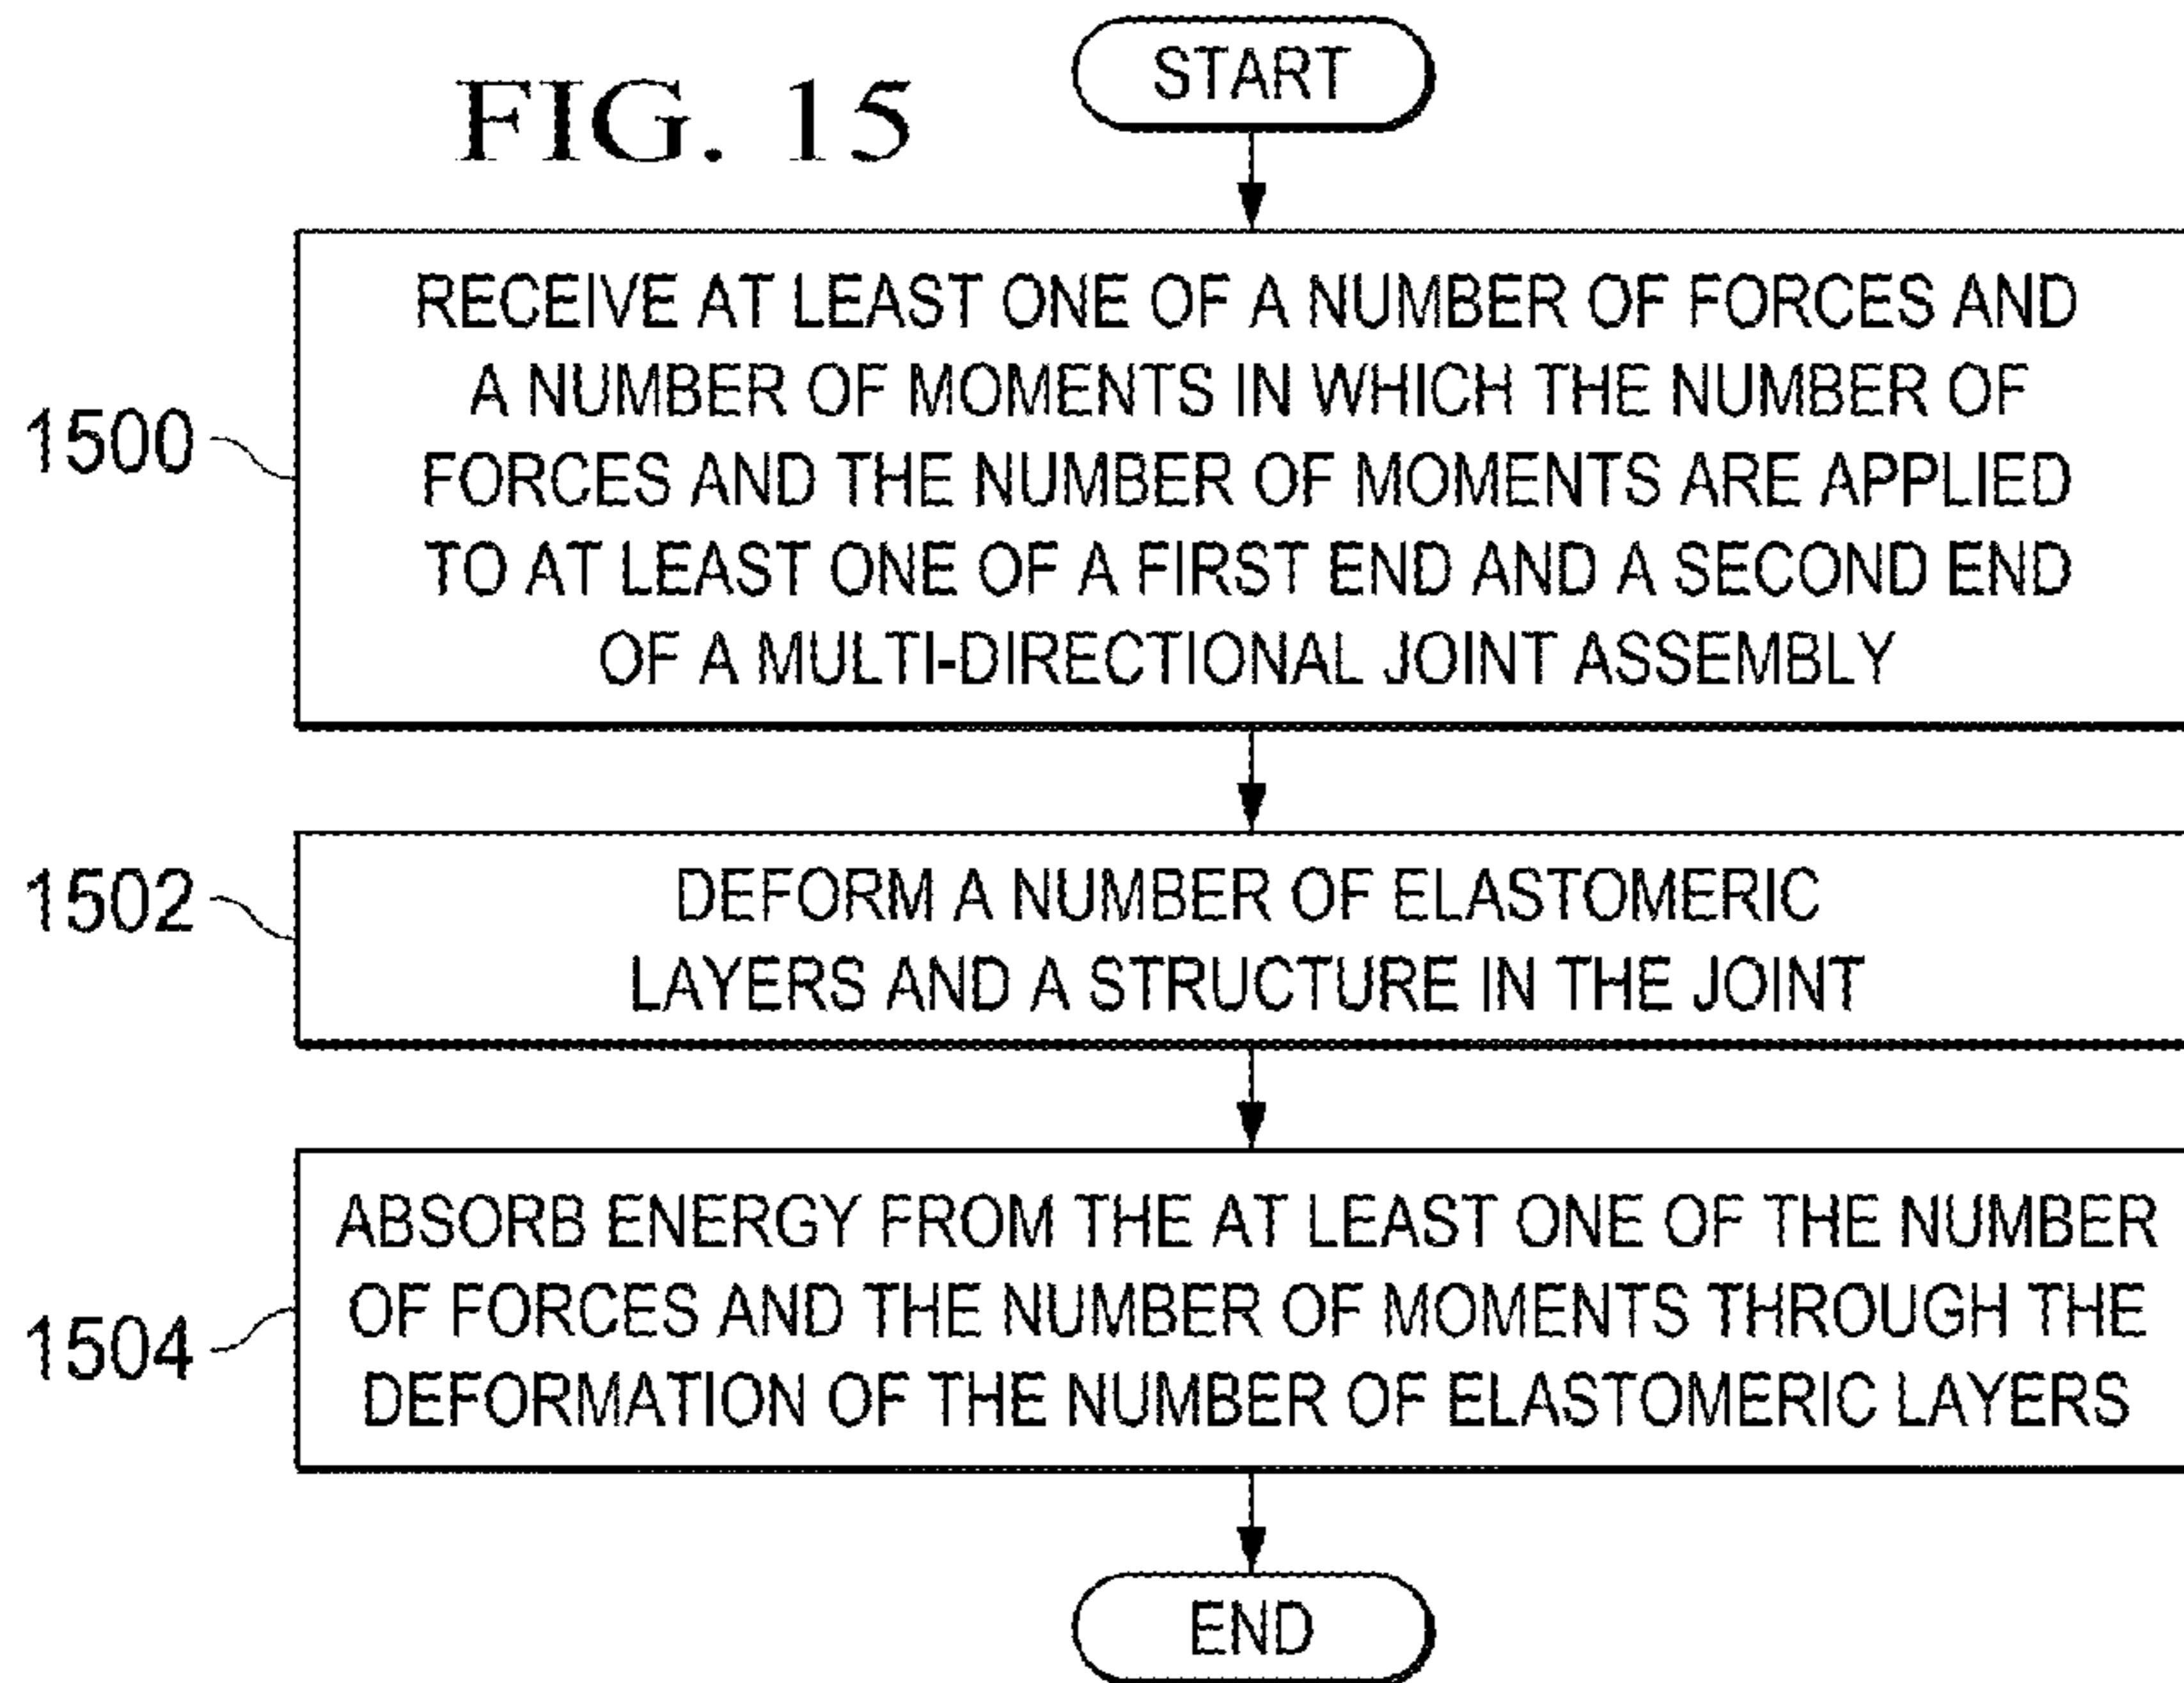 FIG. 15
START
1500
RECEIVE AT LEAST ONE OF A NUMBER OF FORCES AND
A NUMBER OF MOMENTS IN WHICH THE NUMBER OF
FORCES AND THE NUMBER OF MOMENTS ARE APPLIED
TO AT LEAST ONE OF A FIRST END AND A SECOND END
OF A MULTI-DIRECTIONAL JOINT ASSEMBLY
1502
DEFORM A NUMBER OF ELASTOMERIC
LAYERS AND A STRUCTURE IN THE JOINT
1504
ABSORB ENERGY FROM THE AT LEAST ONE OF THE NUMBER
OF FORCES AND THE NUMBER OF MOMENTS THROUGH THE
DEFORMATION OF THE NUMBER OF ELASTOMERIC LAYERS
END